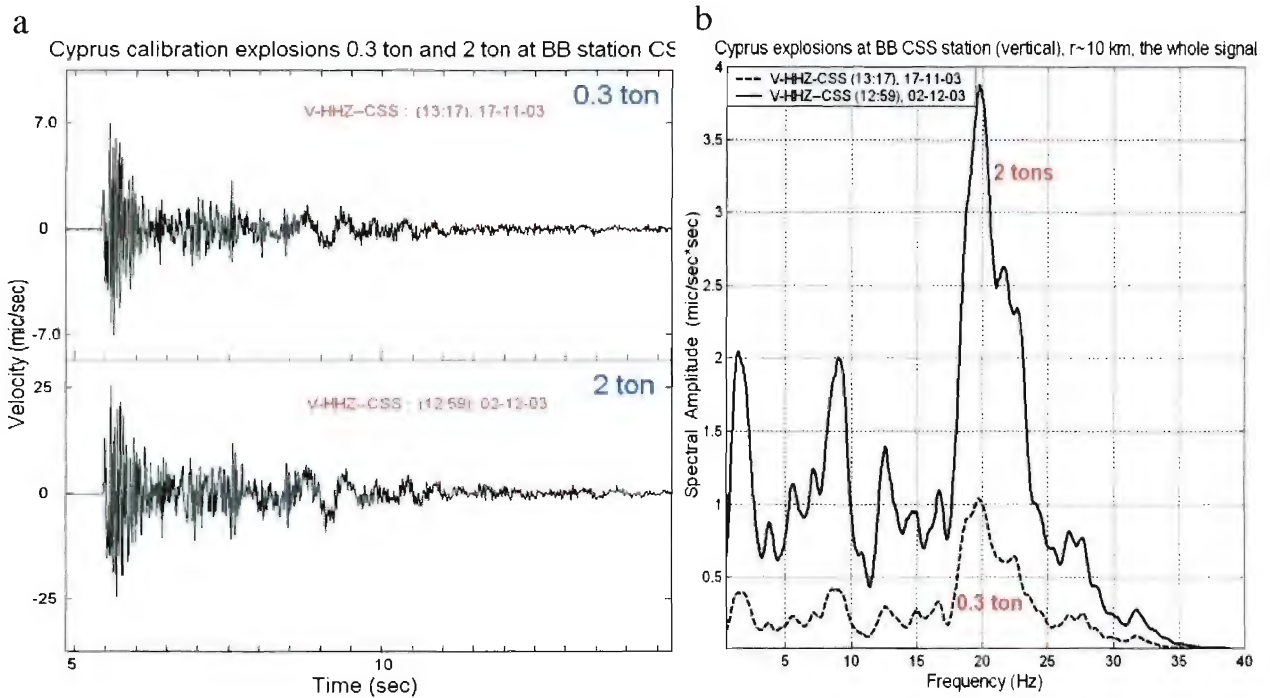 a
Cyprus calibration explosions 0.3 ton and 2 ton at BB station CS
0.3 ton
V-HHZ-CSS : (13:17), 17-11-03
7.0
0
-7.0
2 ton
V-HHZ-CSS : (12:59), 02-12-03
25
0
-25
Velocity (mic/sec)
5
10
Time (sec)
b
Cyprus explosions at BB CSS station (vertical), r~10 km, the whole signal
V-HHZ-CSS (13:17), 17-11-03
V-HHZ-CSS (12:59), 02-12-03
4
3.5
3
2.5
2
1.5
1
0.5
2 tons
0.3 ton
Spectral Amplitude (mic/sec*sec)
5
10
15
20
25
30
35
40
Frequency (Hz)